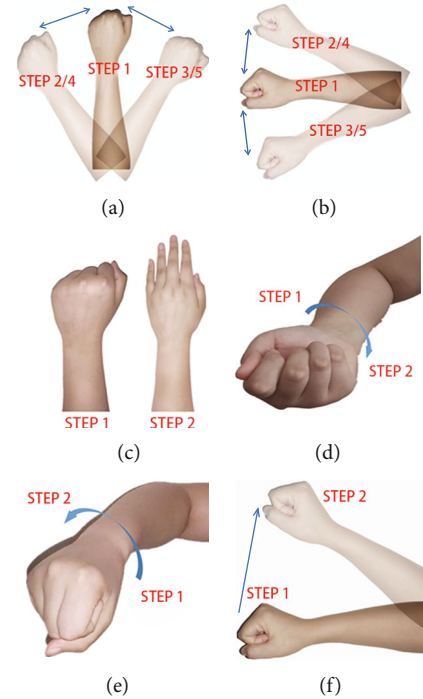 STEP 2/4
STEP 1
STEP 3/5
(a)
STEP 2/4
STEP 1
STEP 3/5
(b)
STEP 1
STEP 2
(c)
STEP 1
STEP 2
(d)
STEP 2
STEP 1
(e)
STEP 2
STEP 1
(f)